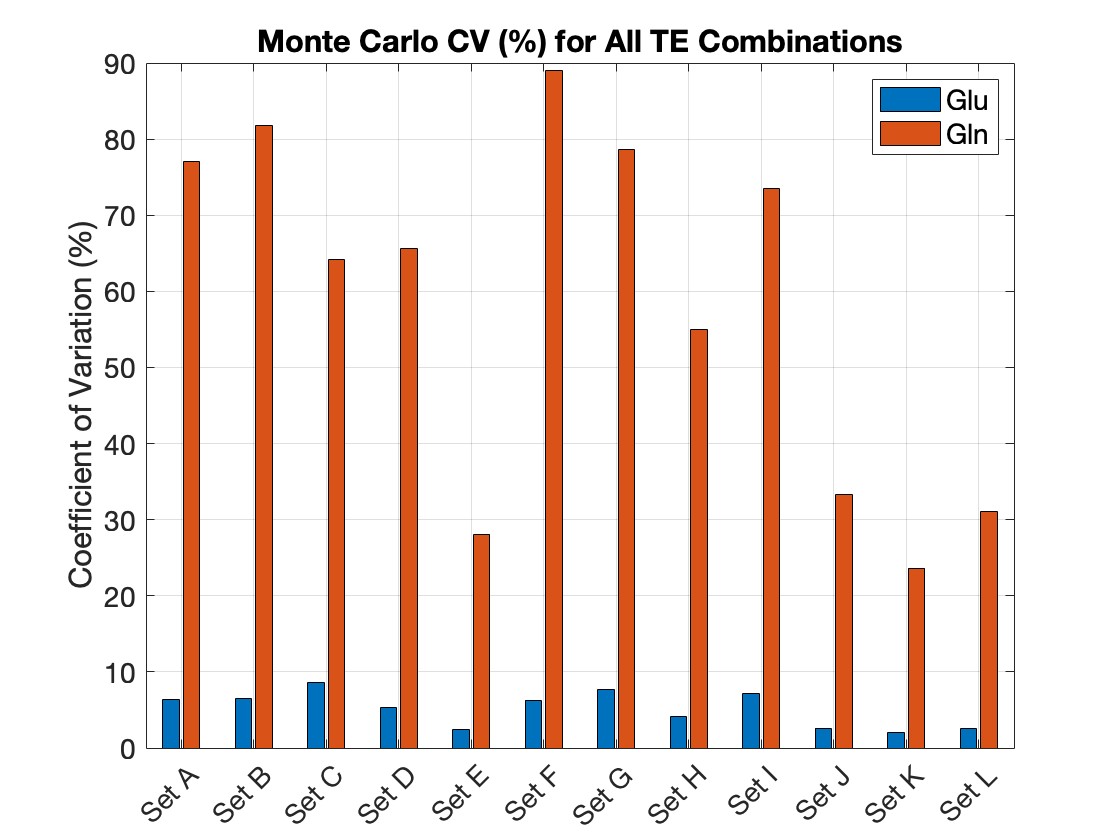 Monte Carlo CV (%) for All TE Combinations
Glu
Gln
Coefficient of Variation (%)
90
80
70
60
50
40
30
20
10
0
Set A
Set B
Set C
Set D
Set E
Set F
Set G
Set H
Set I
Set J
Set K
Set L